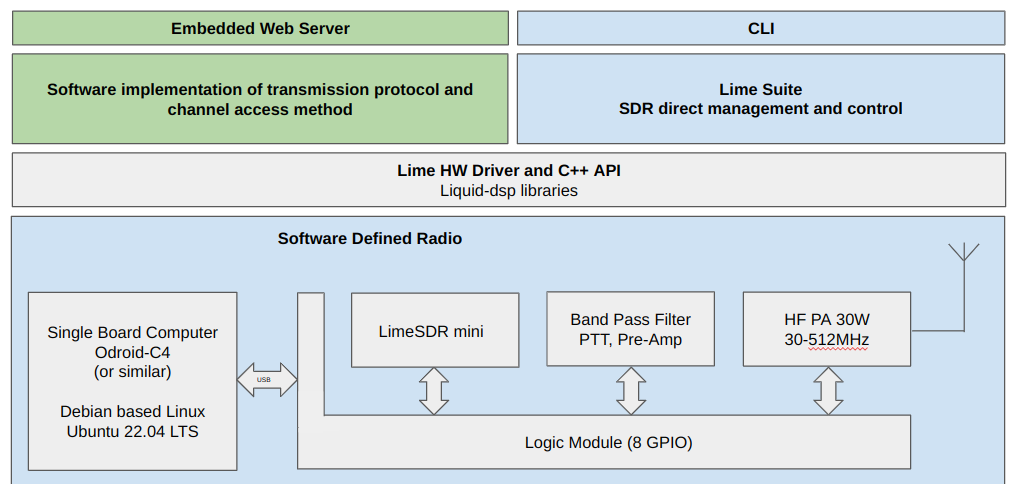 Embedded Web Server
CLI
Software implementation of transmission protocol and
channel access method
Lime Suite
SDR direct management and control
Lime HW Driver and C++ API
Liquid-dsp libraries
Software Defined Radio
Single Board Computer
Odroid-C4
(or similar)
Debian based Linux
Ubuntu 22.04 LTS
USB
LimeSDR mini
Band Pass Filter
PTT, Pre-Amp
HF PA 30W
30-512MHz
Logic Module (8 GPIO)